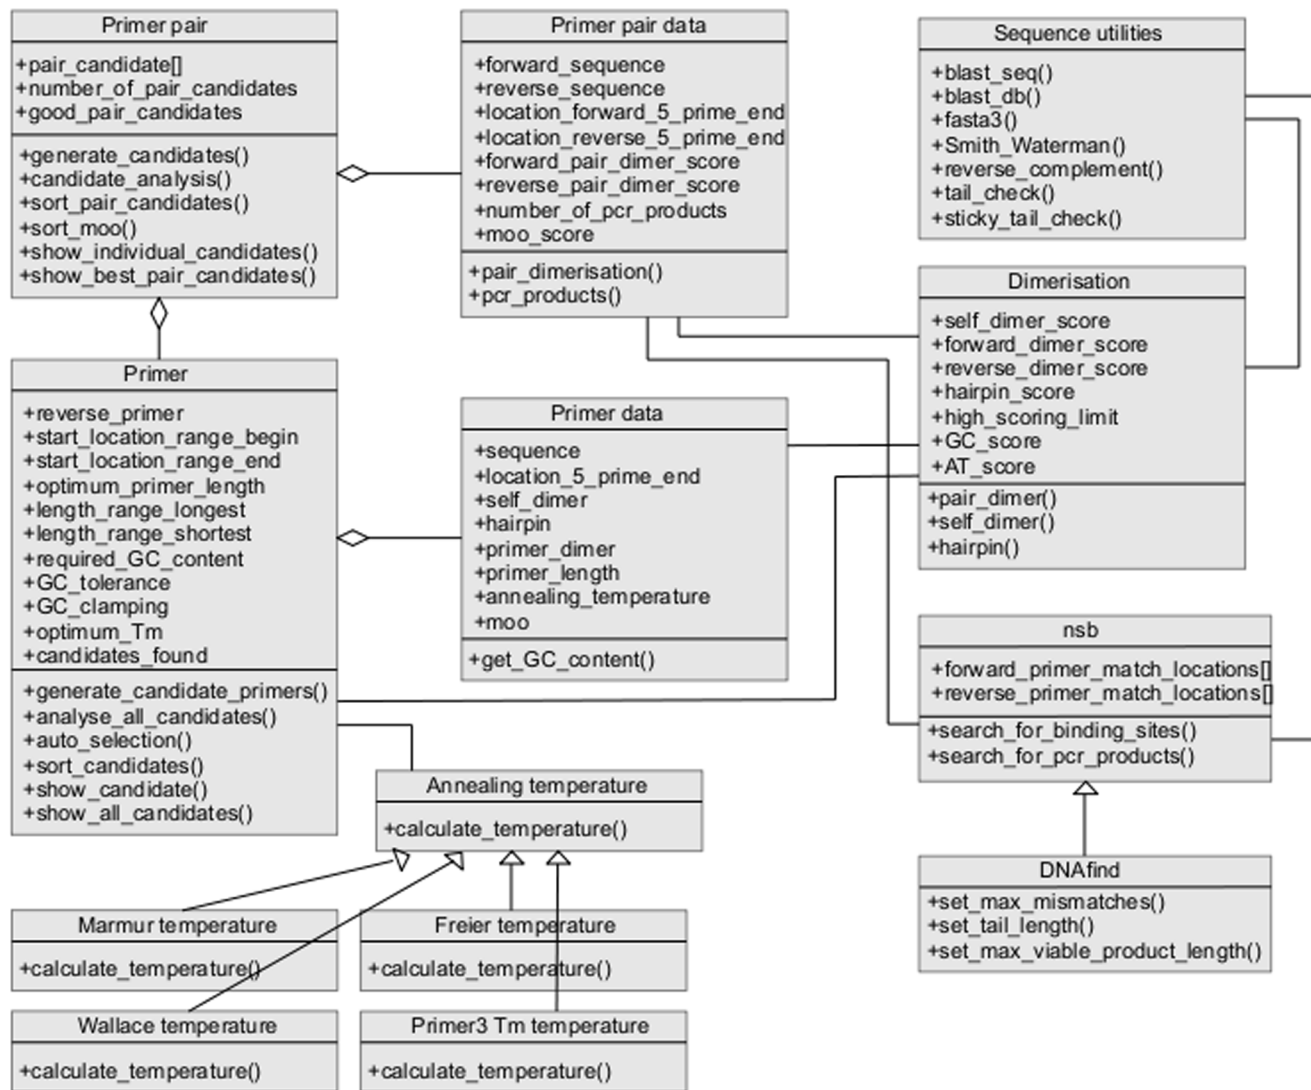 Primer pair
+pair_candidate[]
+number_of_pair_candidates
+good_pair_candidates
+generate_candidates()
+candidate_analysis()
+sort_pair_candidates()
+sort_moo()
+show_individual_candidates()
+show_best_pair_candidates()
Primer pair data
+forward_sequence
+reverse_sequence
+location_forward_5_prime_end
+location_reverse_5_prime_end
+forward_pair_dimer_score
+reverse_pair_dimer_score
+number_of_pcr_products
+moo_score
+pair_dimerisation()
+pcr_products()
Sequence utilities
+blast_seq()
+blast_db()
+fasta3()
+Smith_Waterman()
+reverse_complement()
+tail_check()
+sticky_tail_check()
Dimerisation
+self_dimer_score
+forward_dimer_score
+reverse_dimer_score
+hairpin_score
+high_scoring_limit
+GC_score
+AT_score
+pair_dimer()
+self_dimer()
+hairpin()
Primer
+reverse_primer
+start_location_range_begin
+start_location_range_end
+optimum_primer_length
+length_range_longest
+length_range_shortest
+required_GC_content
+GC_tolerance
+GC_clamping
+optimum_Tm
+candidates_found
+generate_candidate_primers()
+analyse_all_candidates()
+auto_selection()
+sort_candidates()
+show_candidate()
+show_all_candidates()
Primer data
+sequence
+location_5_prime_end
+self_dimer
+hairpin
+primer_dimer
+primer_length
+annealing_temperature
+moo
+get_GC_content()
nsb
+forward_primer_match_locations[]
+reverse_primer_match_locations[]
+search_for_binding_sites()
+search_for_pcr_products()
Annealing temperature
+calculate_temperature()
DNAfind
+set_max_mismatches()
+set_tail_length()
+set_max_viable_product_length()
Marmur temperature
+calculate_temperature()
Freier temperature
+calculate_temperature()
Wallace temperature
+calculate_temperature()
Primer3 Tm temperature
+calculate_temperature()